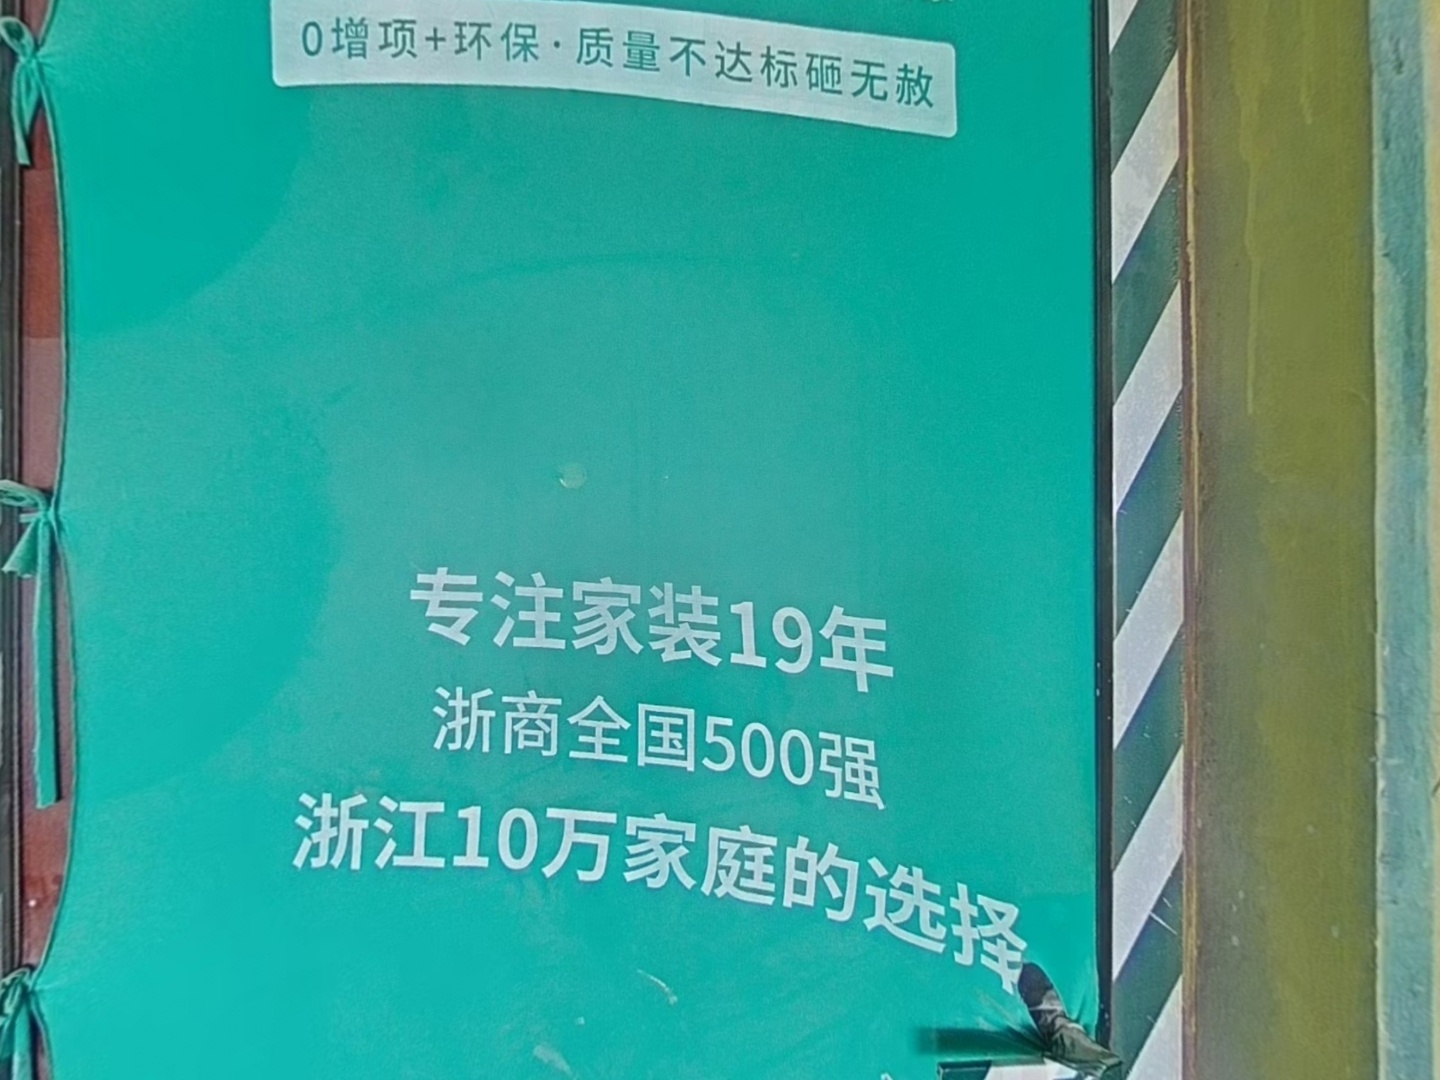 0增项+环保·质量不达标砸无赦
专注家装19年
浙商全国500强
浙江10万家庭的选择